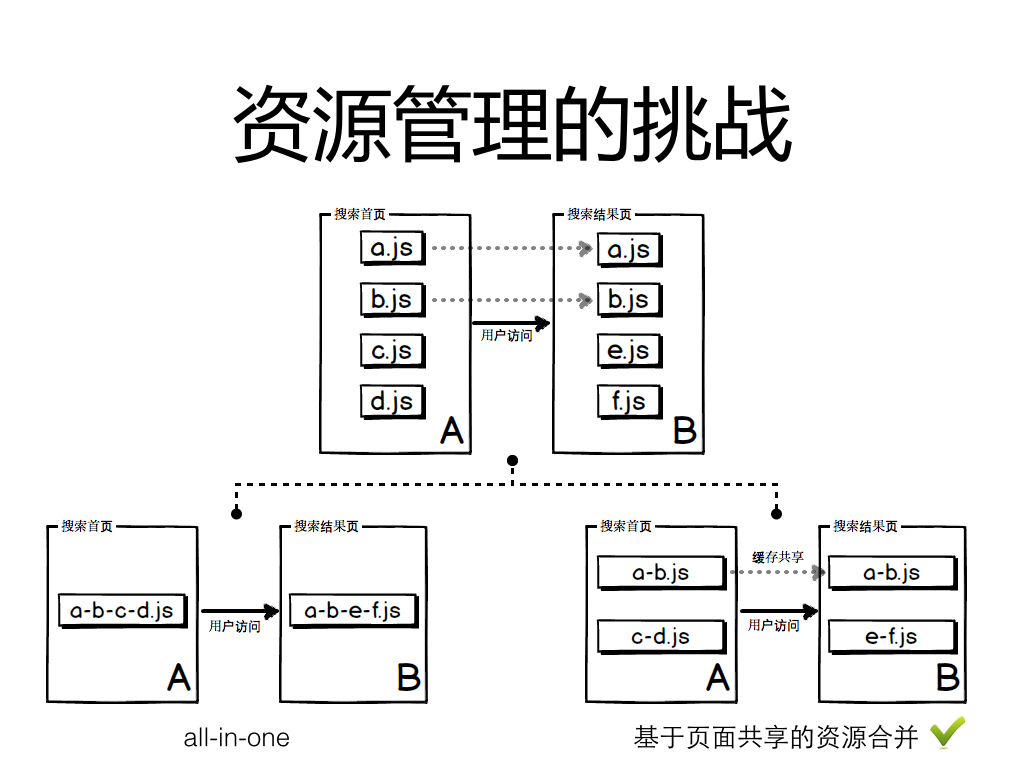 资源管理的挑战
搜索首页
a.js
b.js
c.js
d.js
A
用户访问
搜索结果页
a.js
b.js
e.js
f.js
B
搜索首页
a-b-c-d.js
A
用户访问
搜索结果页
a-b-e-f.js
B
all-in-one
搜索首页
a-b.js
c-d.js
A
缓存共享
用户访问
搜索结果页
a-b.js
e-f.js
B
基于页面共享的资源合并